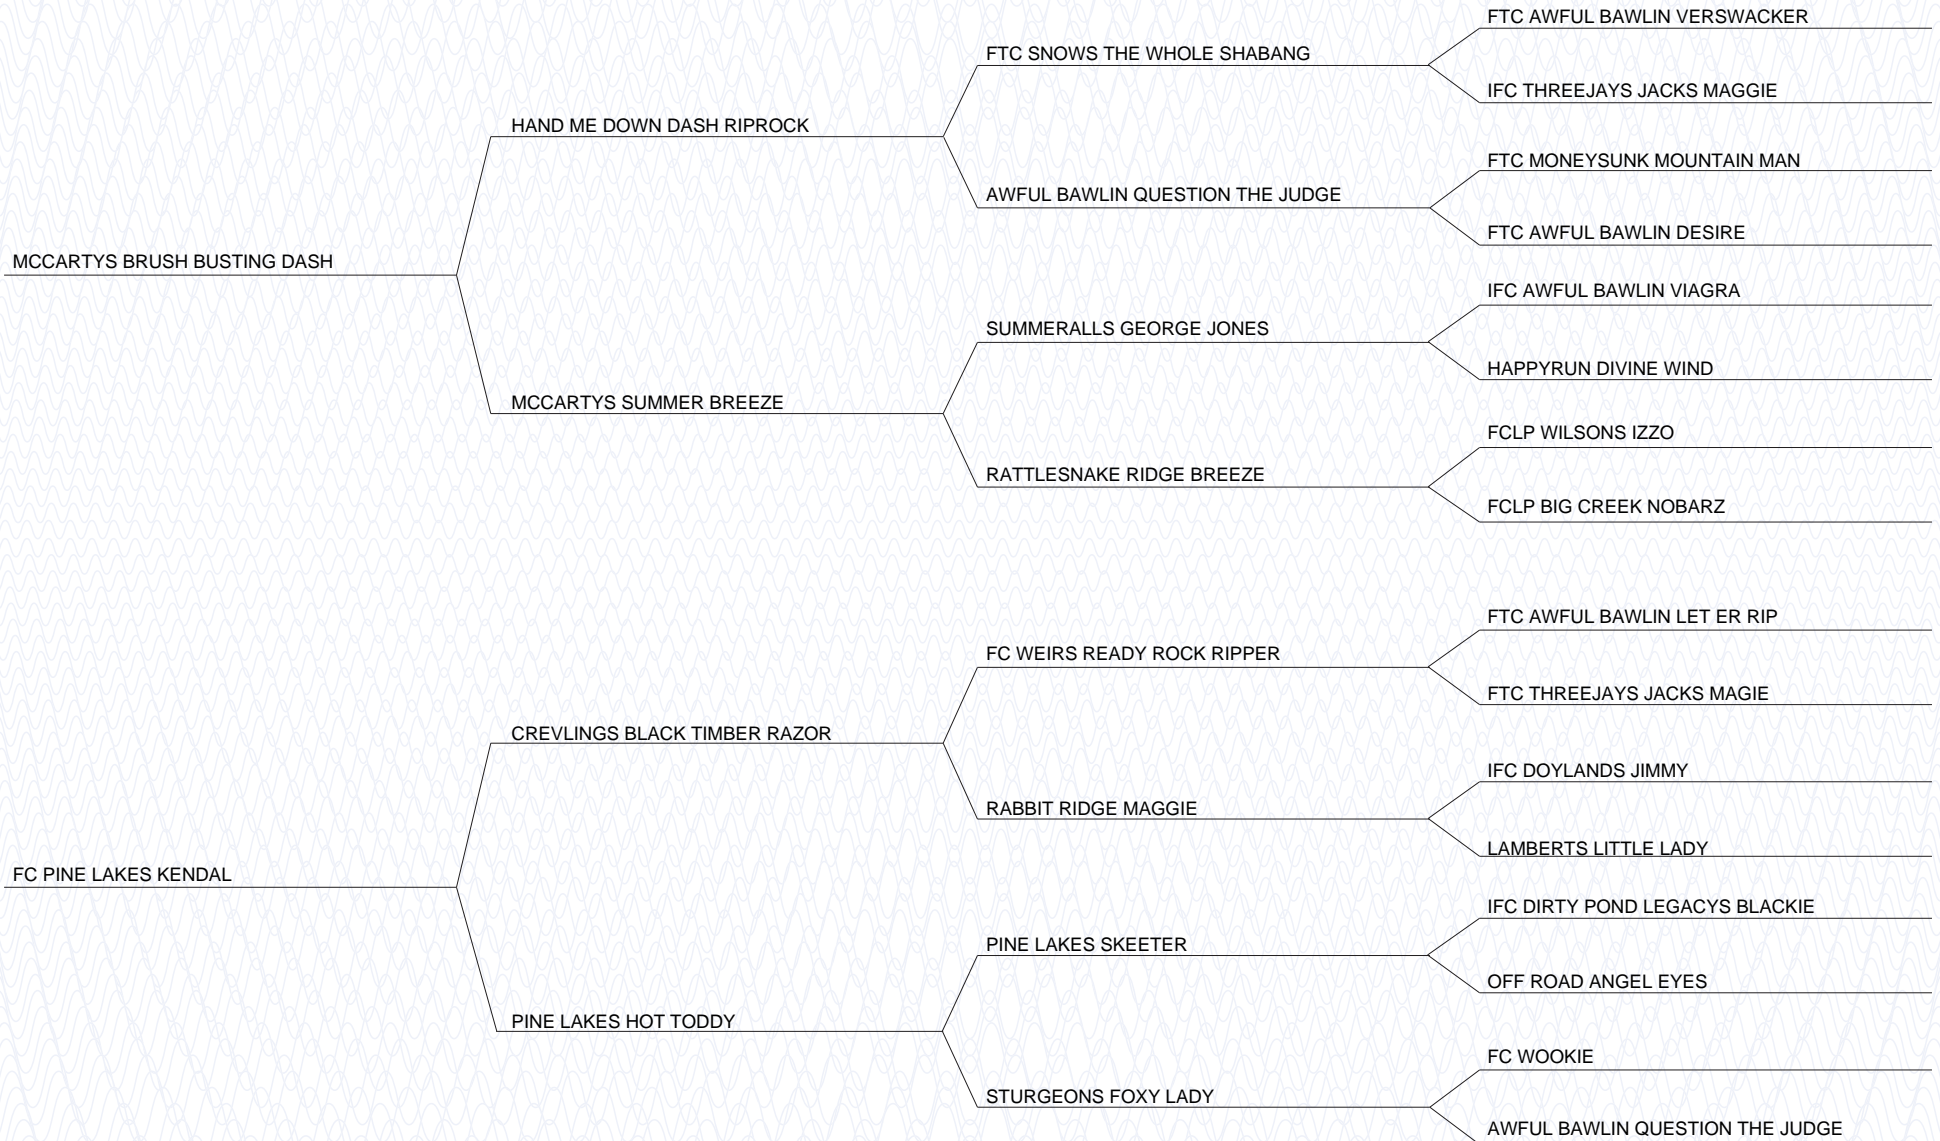 FTC AWFUL BAWLIN VERSWACKER
FTC SNOWS THE WHOLE SHABANG
IFC THREEJAYS JACKS MAGGIE
HAND ME DOWN DASH RIPROCK
FTC MONEYSUNK MOUNTAIN MAN
AWFUL BAWLIN QUESTION THE JUDGE
FTC AWFUL BAWLIN DESIRE
MCCARTYS BRUSH BUSTING DASH
IFC AWFUL BAWLIN VIAGRA
SUMMERALLS GEORGE JONES
HAPPYRUN DIVINE WIND
MCCARTYS SUMMER BREEZE
FCLP WILSONS IZZO
RATTLESNAKE RIDGE BREEZE
FCLP BIG CREEK NOBARZ
FTC AWFUL BAWLIN LET ER RIP
FC WEIRS READY ROCK RIPPER
FTC THREEJAYS JACKS MAGIE
CREVLINGS BLACK TIMBER RAZOR
IFC DOYLANDS JIMMY
RABBIT RIDGE MAGGIE
LAMBERTS LITTLE LADY
FC PINE LAKES KENDAL
IFC DIRTY POND LEGACYS BLACKIE
PINE LAKES SKEETER
OFF ROAD ANGEL EYES
PINE LAKES HOT TODDY
FC WOOKIE
STURGEONS FOXY LADY
AWFUL BAWLIN QUESTION THE JUDGE